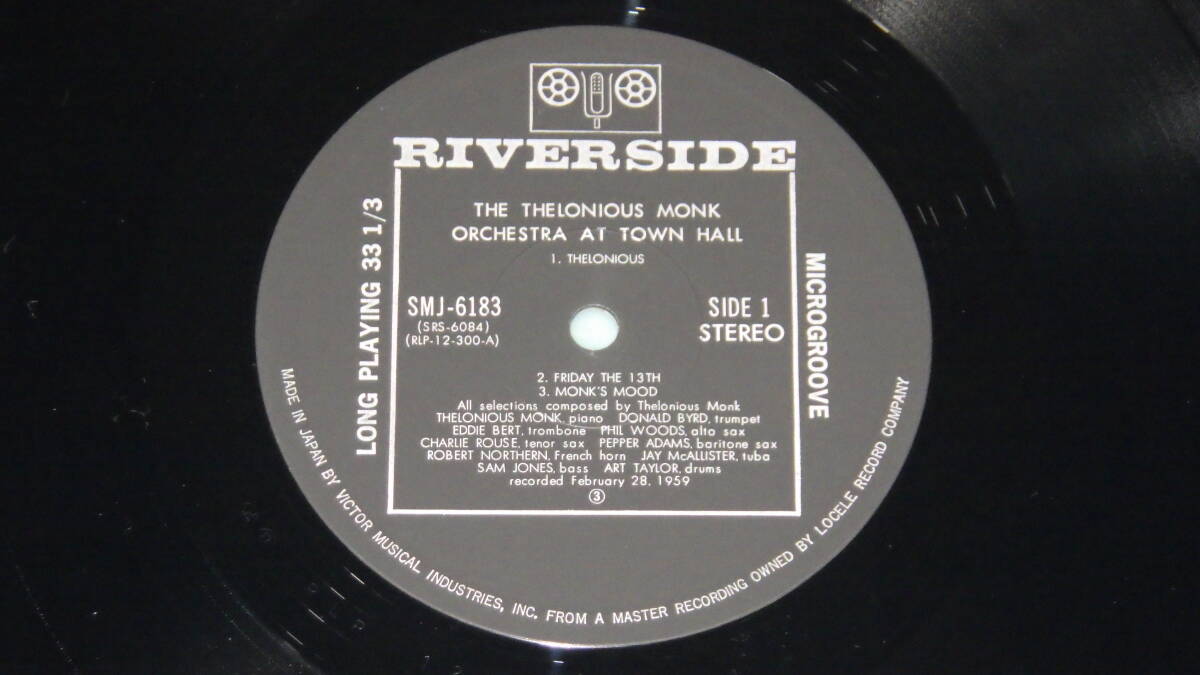 RIVERSIDE
THE THELONIOUS MONK
ORCHESTRA AT TOWN HALL
1. THELONIOUS
SMJ-6183
(SRS-6084)
(RLP-12-300-A)
SIDE 1
STEREO
2. FRIDAY THE 13TH
3. MONK'S MOOD
All selections composed by Thelonious Monk
THELONIOUS MONK, piano DONALD BYRD, trumpet
EDDIE BERT, trombone PHIL WOODS, alto sax
CHARLIE ROUSE, tenor sax PEPPER ADAMS, baritone sax
ROBERT NORTHERN, French horn JAY McALLISTER, tuba
SAM JONES, bass ART TAYLOR, drums
recorded February 28, 1959
③
LONG PLAYING 33 1/3
MICROGROOVE
MADE IN JAPAN BY VICTOR MUSICAL INDUSTRIES, INC. FROM A MASTER RECORDING OWNED BY LOCELE RECORD COMPANY